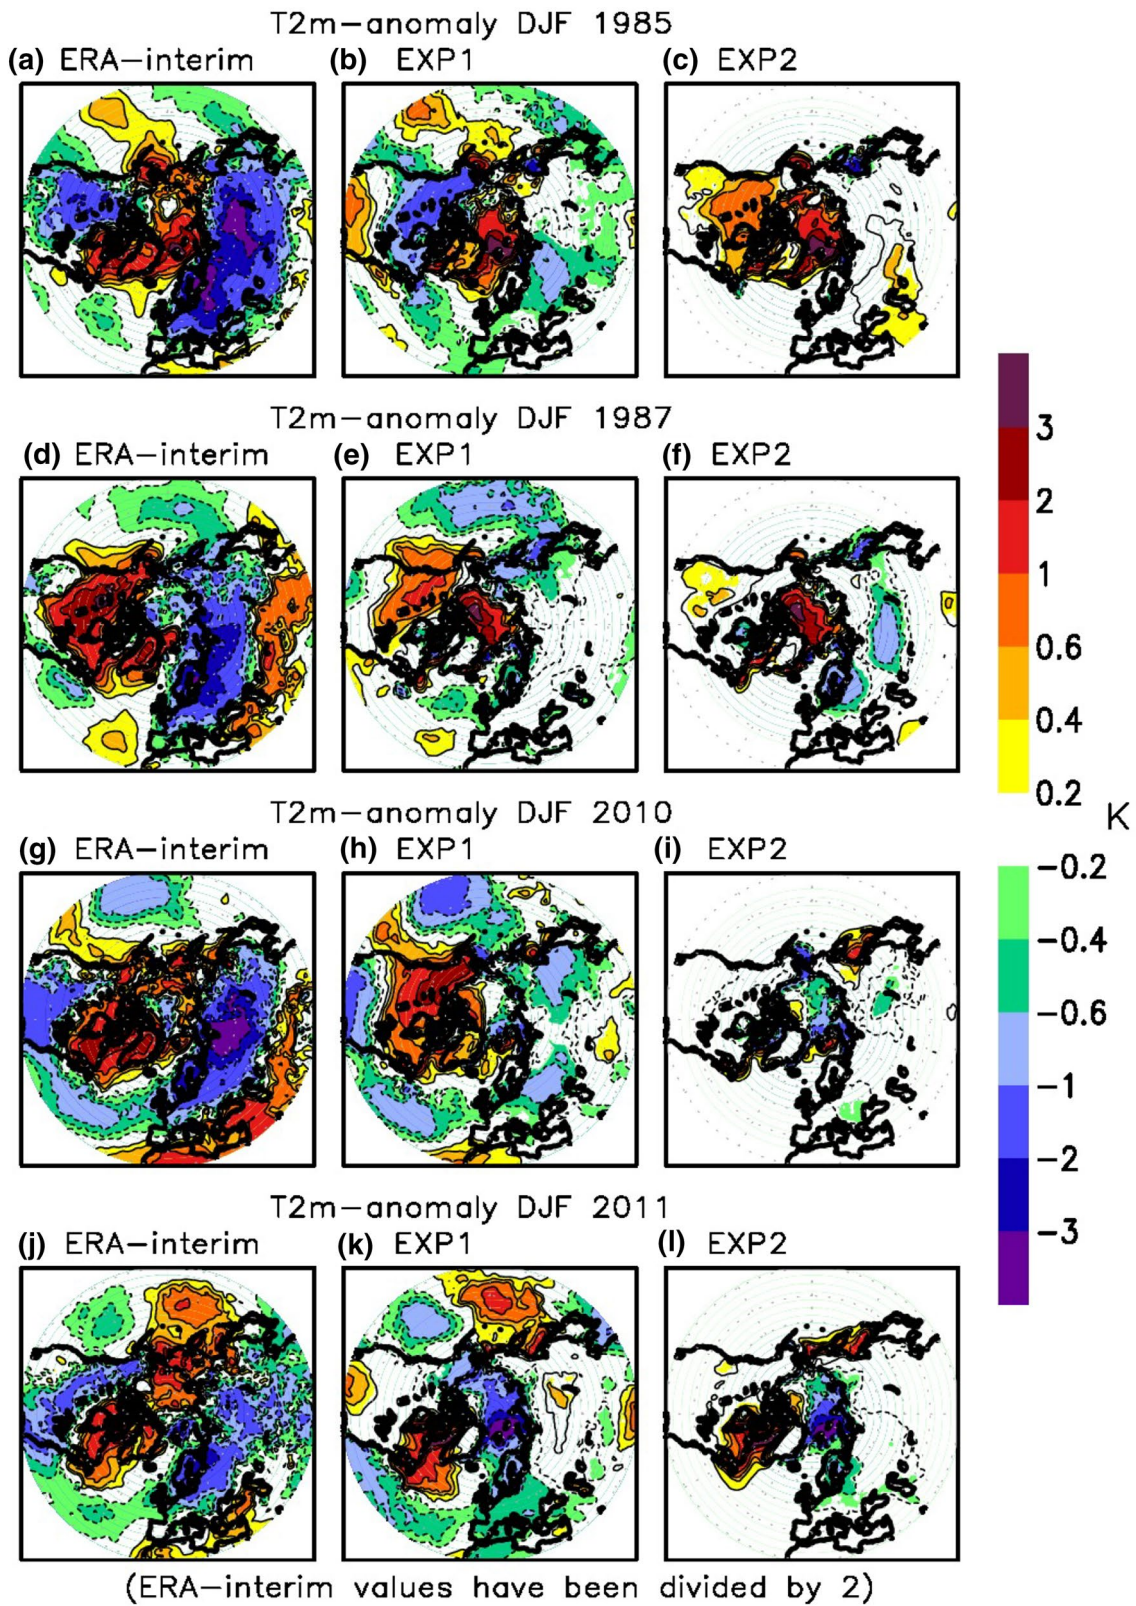 T2m−anomaly DJF 1985
(a) ERA−interim (b) EXP1 (c) EXP2
T2m−anomaly DJF 1987
(d) ERA−interim (e) EXP1 (f) EXP2
T2m−anomaly DJF 2010
(g) ERA−interim (h) EXP1 (i) EXP2
T2m−anomaly DJF 2011
(j) ERA−interim (k) EXP1 (l) EXP2
(ERA−interim values have been divided by 2)
3
2
1
0.6
0.4
0.2
K
−0.2
−0.4
−0.6
−1
−2
−3